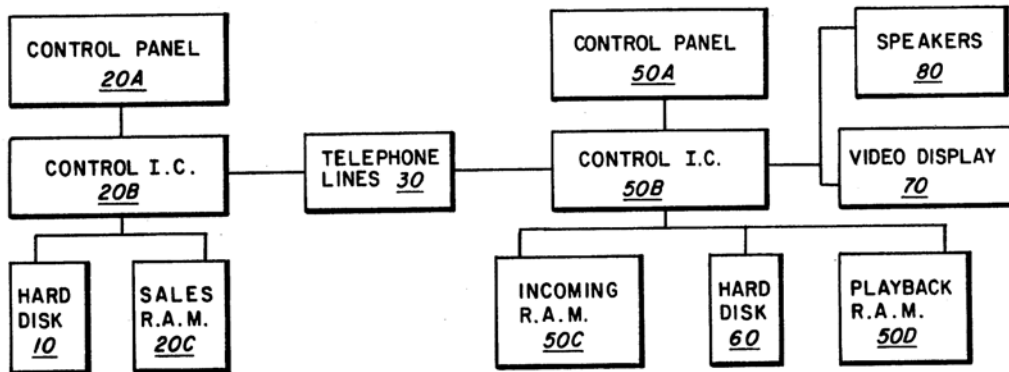 CONTROL PANEL
20A
CONTROL PANEL
50A
SPEAKERS
80
CONTROL I.C.
20B
TELEPHONE
LINES 30
CONTROL I.C.
50B
VIDEO DISPLAY
70
HARD
DISK
10
SALES
R.A.M.
20C
INCOMING
R.A.M.
50C
HARD
DISK
60
PLAYBACK
R.A.M.
50D